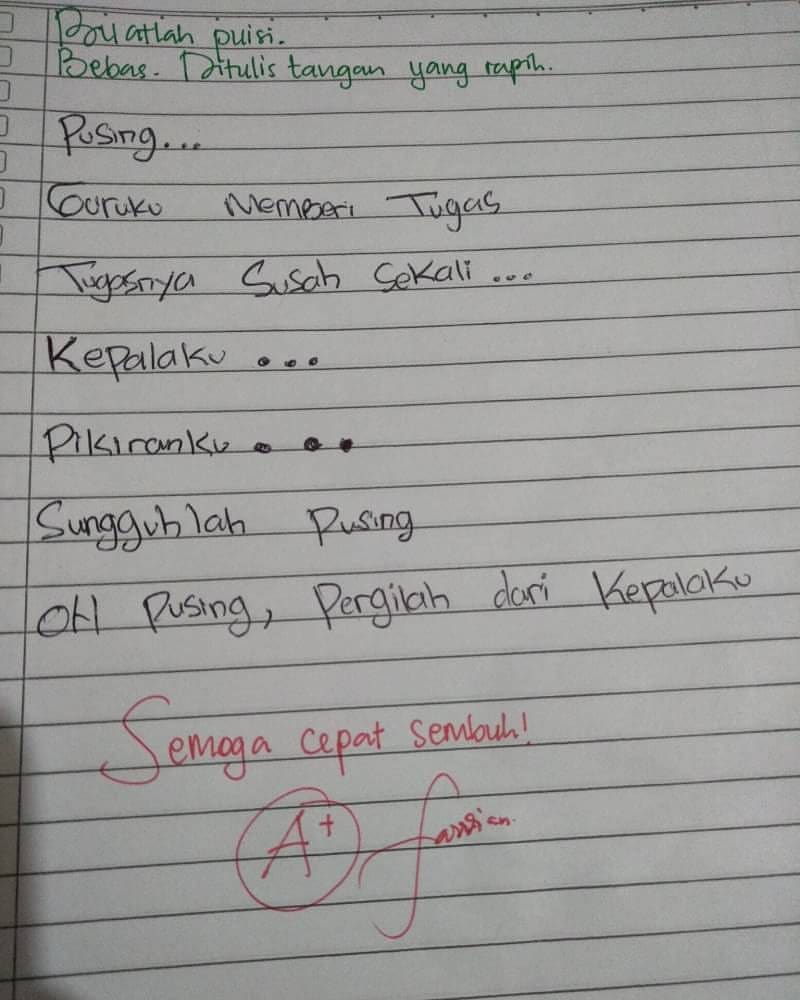 Buatlah puisi.
Bebas. Ditulis tangan yang rapih.
Pusing...
Guruku Memberi Tugas
Tugasnya Susah Sekali...
Kepalaku...
Pikiranku...
Sungguhlah Pusing
OH Pusing, Pergilah dari Kepalaku
Semoga cepat sembuh!
A+